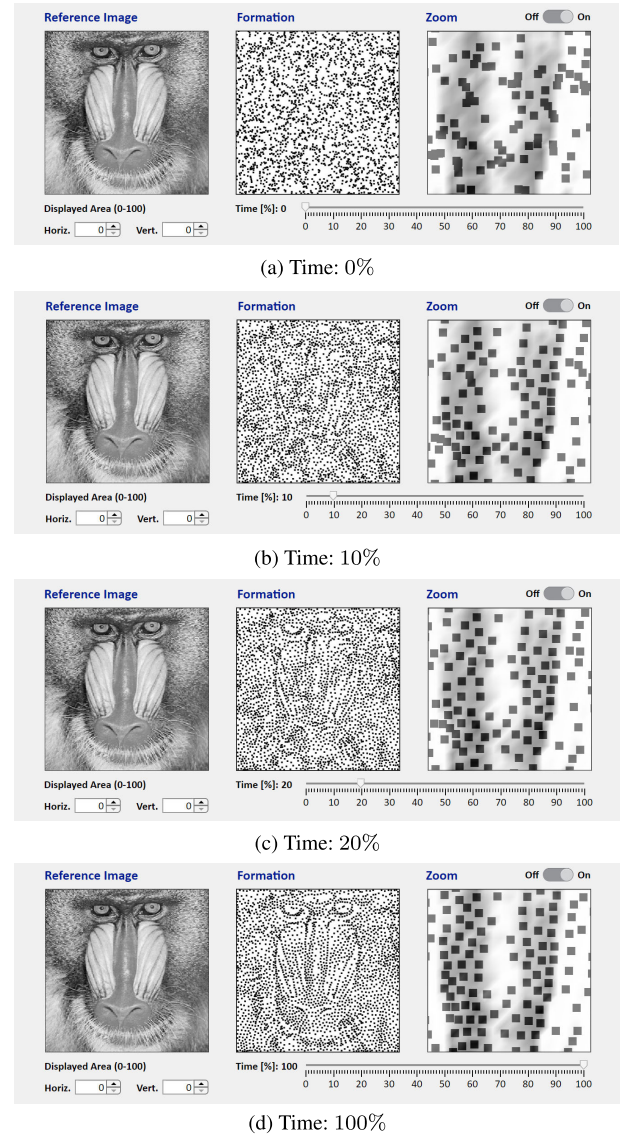 Reference Image Formation Zoom Off On
Displayed Area (0-100) Time [%]: 0
0 10 20 30 40 50 60 70 80 90 100
Horiz. 0 Vert. 0
(a) Time: 0%
Reference Image Formation Zoom Off On
Displayed Area (0-100) Time [%]: 10
0 10 20 30 40 50 60 70 80 90 100
Horiz. 0 Vert. 0
(b) Time: 10%
Reference Image Formation Zoom Off On
Displayed Area (0-100) Time [%]: 20
0 10 20 30 40 50 60 70 80 90 100
Horiz. 0 Vert. 0
(c) Time: 20%
Reference Image Formation Zoom Off On
Displayed Area (0-100) Time [%]: 100
0 10 20 30 40 50 60 70 80 90 100
Horiz. 0 Vert. 0
(d) Time: 100%